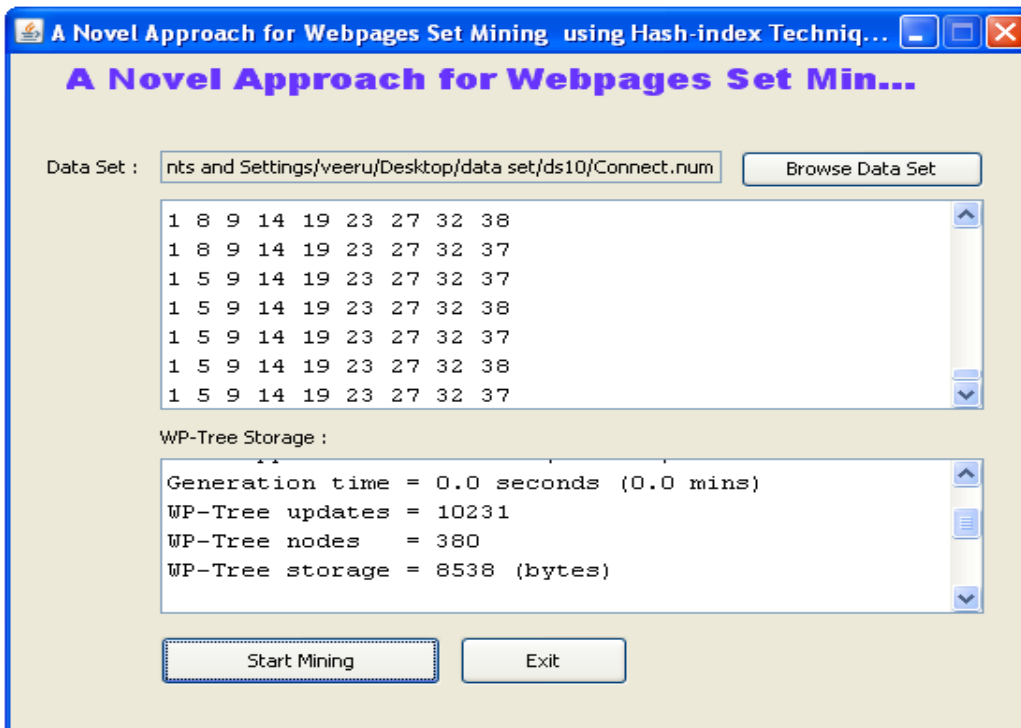 A Novel Approach for Webpages Set Mining using Hash-index Techniq...
A Novel Approach for Webpages Set Min...
Data Set : nts and Settings/veeru/Desktop/data set/ds10/Connect.num Browse Data Set
1 8 9 14 19 23 27 32 38
1 8 9 14 19 23 27 32 37
1 5 9 14 19 23 27 32 37
1 5 9 14 19 23 27 32 38
1 5 9 14 19 23 27 32 37
1 5 9 14 19 23 27 32 38
1 5 9 14 19 23 27 32 37
WP-Tree Storage :
Generation time = 0.0 seconds (0.0 mins)
WP-Tree updates = 10231
WP-Tree nodes = 380
WP-Tree storage = 8538 (bytes)
Start Mining Exit